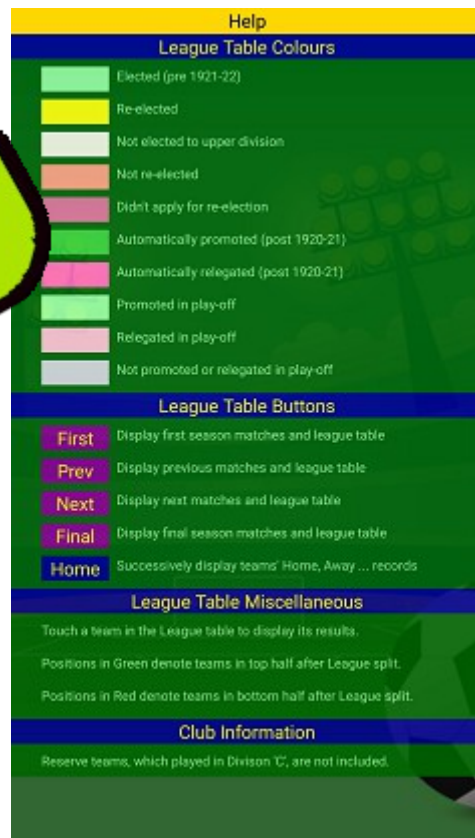 Help
League Table Colours
Elected (pre 1921-22)
Re-elected
Not elected to upper division
Not re-elected
Didn't apply for re-election
Automatically promoted (post 1920-21)
Automatically relegated (post 1920-21)
Promoted in play-off
Relegated in play-off
Not promoted or relegated in play-off
League Table Buttons
First Display first season matches and league table
Prev Display previous matches and league table
Next Display next matches and league table
Final Display final season matches and league table
Home Successively display teams' Home, Away ... records
League Table Miscellaneous
Touch a team in the League table to display its results.
Positions in Green denote teams in top half after League split.
Positions in Red denote teams in bottom half after League split.
Club Information
Reserve teams, which played in Divison 'C', are not included.